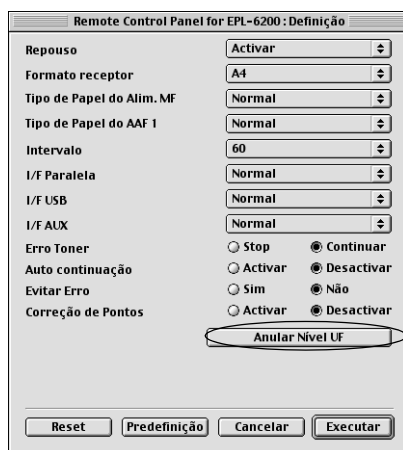 Remote Control Panel for EPL-6200 : Definição
Repouso Activar
Formato receptor A4
Tipo de Papel do Alim. MF Normal
Tipo de Papel do AAF 1 Normal
Intervalo 60
I/F Paralela Normal
I/F USB Normal
I/F AUX Normal
Erro Toner Stop Continuar
Auto continuação Activar Desactivar
Evitar Erro Sim Não
Correção de Pontos Activar Desactivar
Anular Nível UF
Reset Predefinição Cancelar Executar